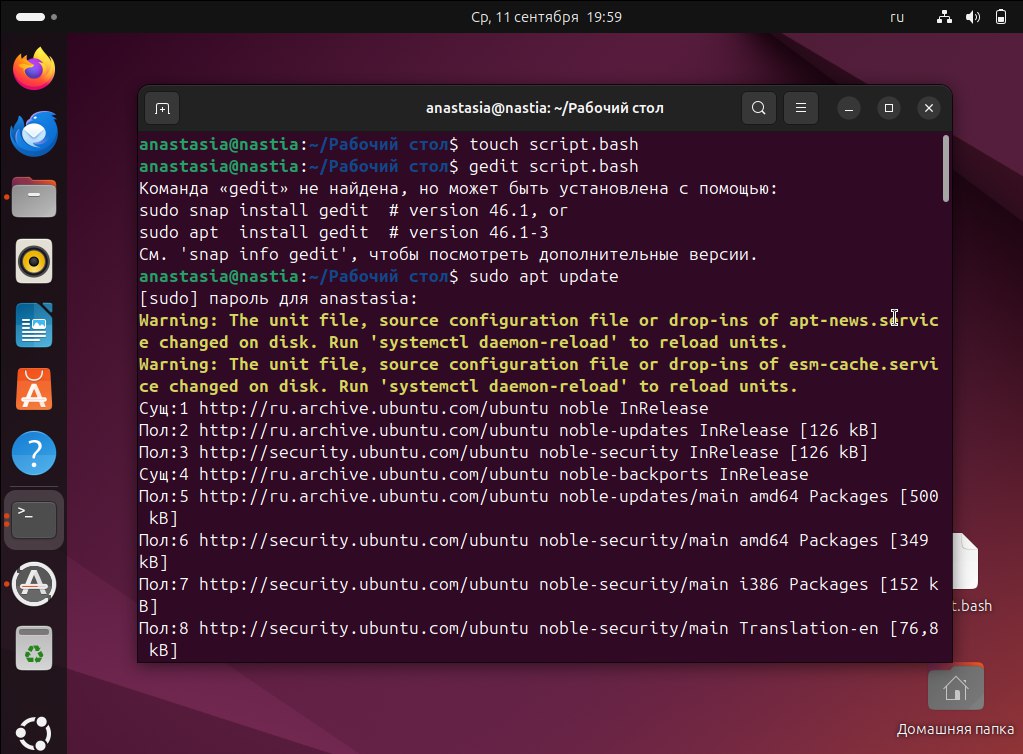 Ср, 11 сентября 19:59
ru
anastasia@nastia: ~/Рабочий стол
anastasia@nastia:~/Рабочий стол$ touch script.bash
anastasia@nastia:~/Рабочий стол$ gedit script.bash
Команда «gedit» не найдена, но может быть установлена с помощью:
sudo snap install gedit  # version 46.1, or
sudo apt  install gedit  # version 46.1-3
См. 'snap info gedit', чтобы посмотреть дополнительные версии.
anastasia@nastia:~/Рабочий стол$ sudo apt update
[sudo] пароль для anastasia:
Warning: The unit file, source configuration file or drop-ins of apt-news.servic
e changed on disk. Run 'systemctl daemon-reload' to reload units.
Warning: The unit file, source configuration file or drop-ins of esm-cache.servi
ce changed on disk. Run 'systemctl daemon-reload' to reload units.
Сущ:1 http://ru.archive.ubuntu.com/ubuntu noble InRelease
Пол:2 http://ru.archive.ubuntu.com/ubuntu noble-updates InRelease [126 kB]
Пол:3 http://security.ubuntu.com/ubuntu noble-security InRelease [126 kB]
Сущ:4 http://ru.archive.ubuntu.com/ubuntu noble-backports InRelease
Пол:5 http://ru.archive.ubuntu.com/ubuntu noble-updates/main amd64 Packages [500
 kB]
Пол:6 http://security.ubuntu.com/ubuntu noble-security/main amd64 Packages [349
kB]
Пол:7 http://security.ubuntu.com/ubuntu noble-security/main i386 Packages [152 k
B]
Пол:8 http://security.ubuntu.com/ubuntu noble-security/main Translation-en [76,8
 kB]
t.bash
Домашняя папка